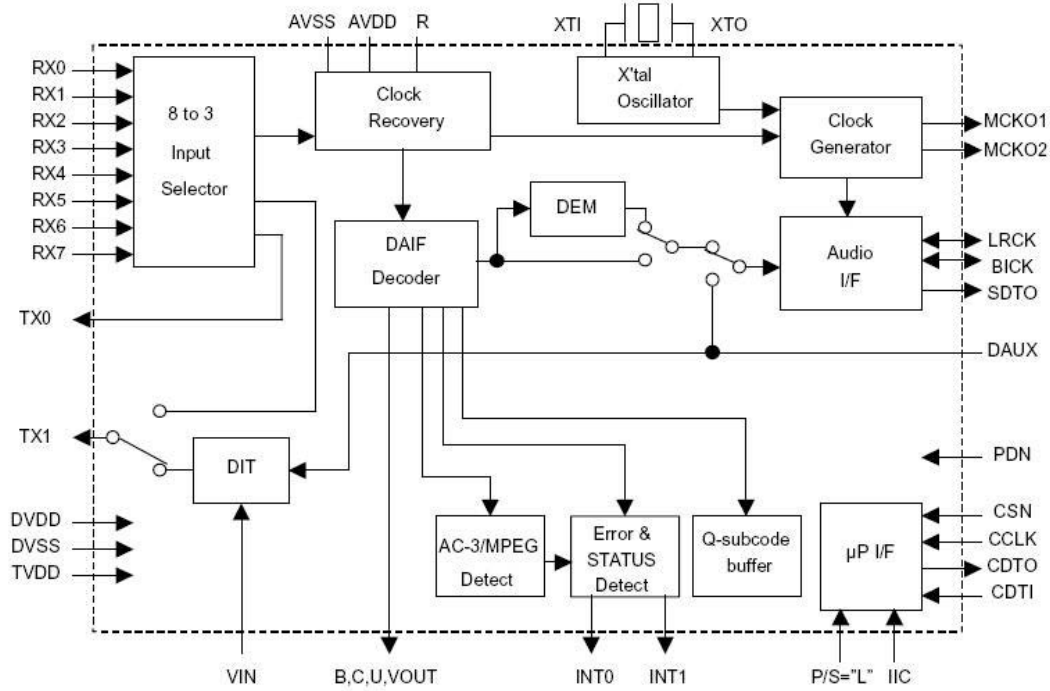 AVSS AVDD R
XTI XTO
RX0
RX1
RX2
RX3
RX4
RX5
RX6
RX7
8 to 3
Input
Selector
Clock
Recovery
X'tal
Oscillator
Clock
Generator
MCKO1
MCKO2
DEM
DAIF
Decoder
Audio
I/F
LRCK
BICK
SDTO
TX0
DAUX
TX1
DIT
PDN
DVDD
DVSS
TVDD
AC-3/MPEG
Detect
Error &
STATUS
Detect
Q-subcode
buffer
µP I/F
CSN
CCLK
CDTO
CDTI
VIN
B,C,U,VOUT
INT0
INT1
P/S="L"
IIC